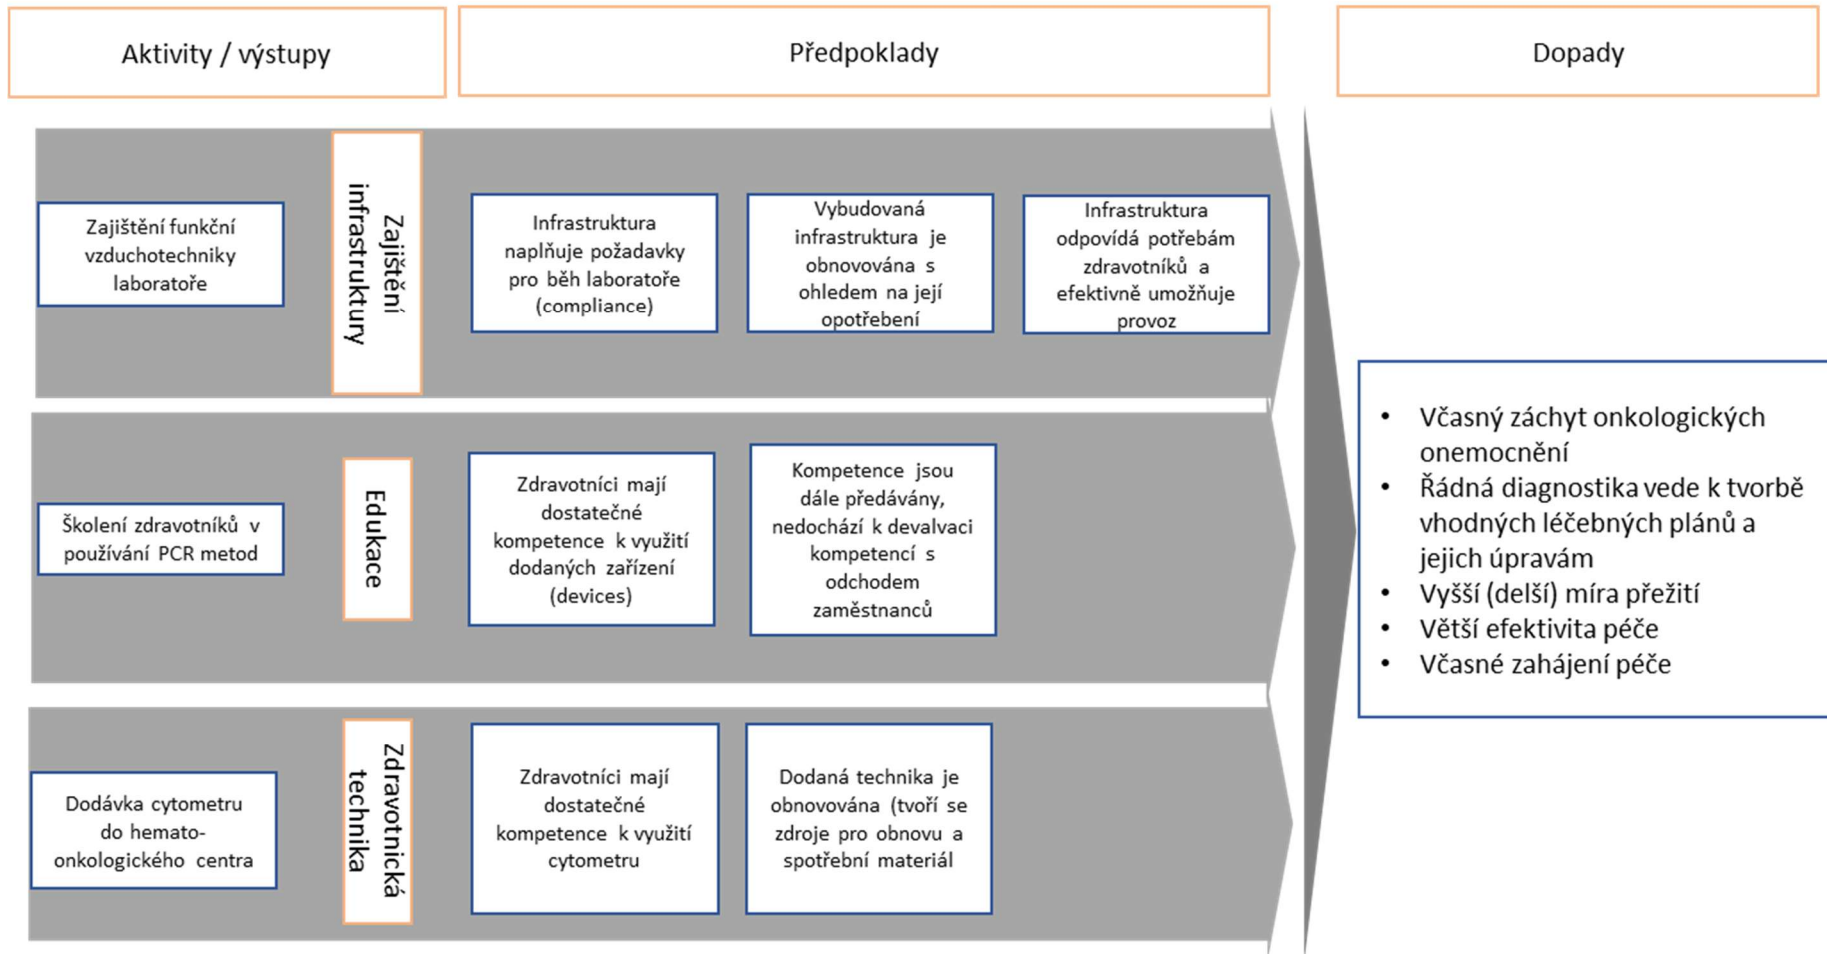 Aktivity / výstupy
Předpoklady
Dopady
Zajištění funkční
vzduchotechniky
laboratoře
Zajištění
infrastruktury
Infrastruktura
naplňuje požadavky
pro běh laboratoře
(compliance)
Vybudovaná
infrastruktura je
obnovována s
ohledem na její
opotřebení
Infrastruktura
odpovídá potřebám
zdravotníků a
efektivně umožňuje
provoz
Školení zdravotníků v
používání PCR metod
Edukace
Zdravotníci mají
dostatečné
kompetence k využití
dodaných zařízení
(devices)
Kompetence jsou
dále předávány,
nedochází k devalvaci
kompetencí s
odchodem
zaměstnanců
Dodávka cytometru
do hemato-
onkologického centra
Zdravotnická
technika
Zdravotníci mají
dostatečné
kompetence k využití
cytometru
Dodaná technika je
obnovována (tvoří se
zdroje pro obnovu a
spotřební materiál
• Včasný záchyt onkologických
onemocnění
• Řádná diagnostika vede k tvorbě
vhodných léčebných plánů a
jejich úpravám
• Vyšší (delší) míra přežití
• Větší efektivita péče
• Včasné zahájení péče